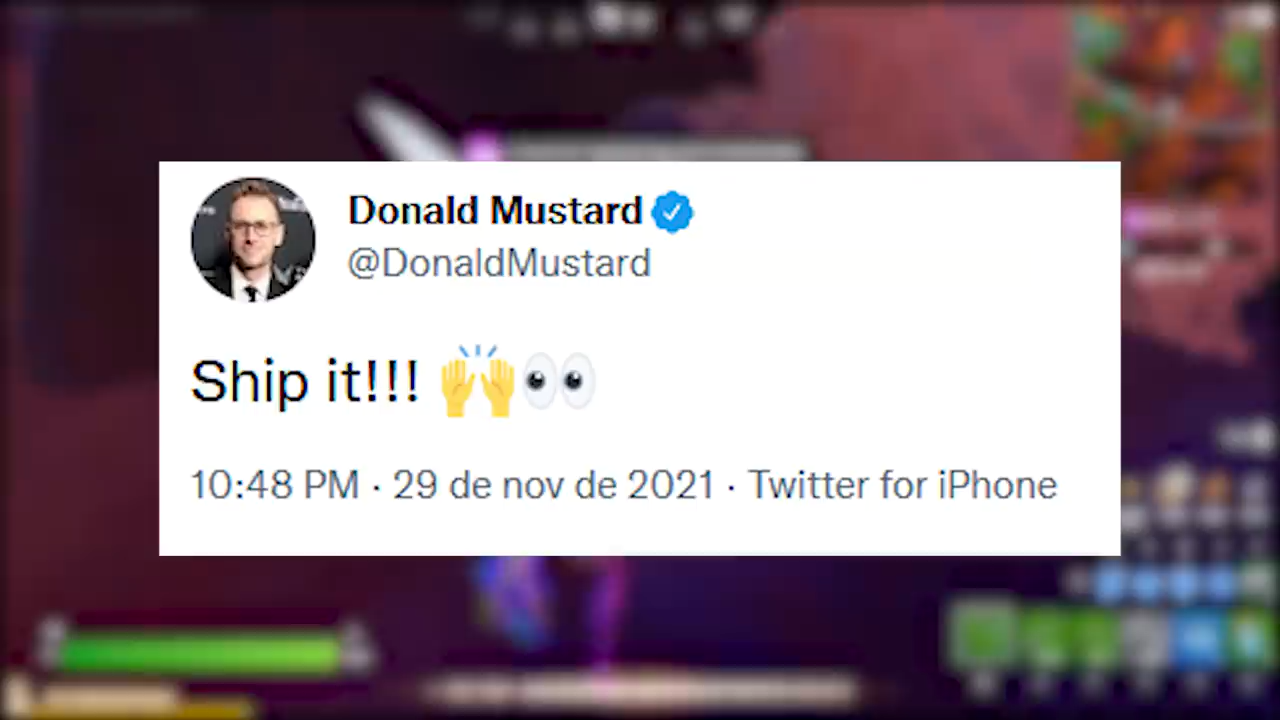 Donald Mustard
@DonaldMustard
Ship it!!! 🙌👀
10:48 PM · 29 de nov de 2021 · Twitter for iPhone